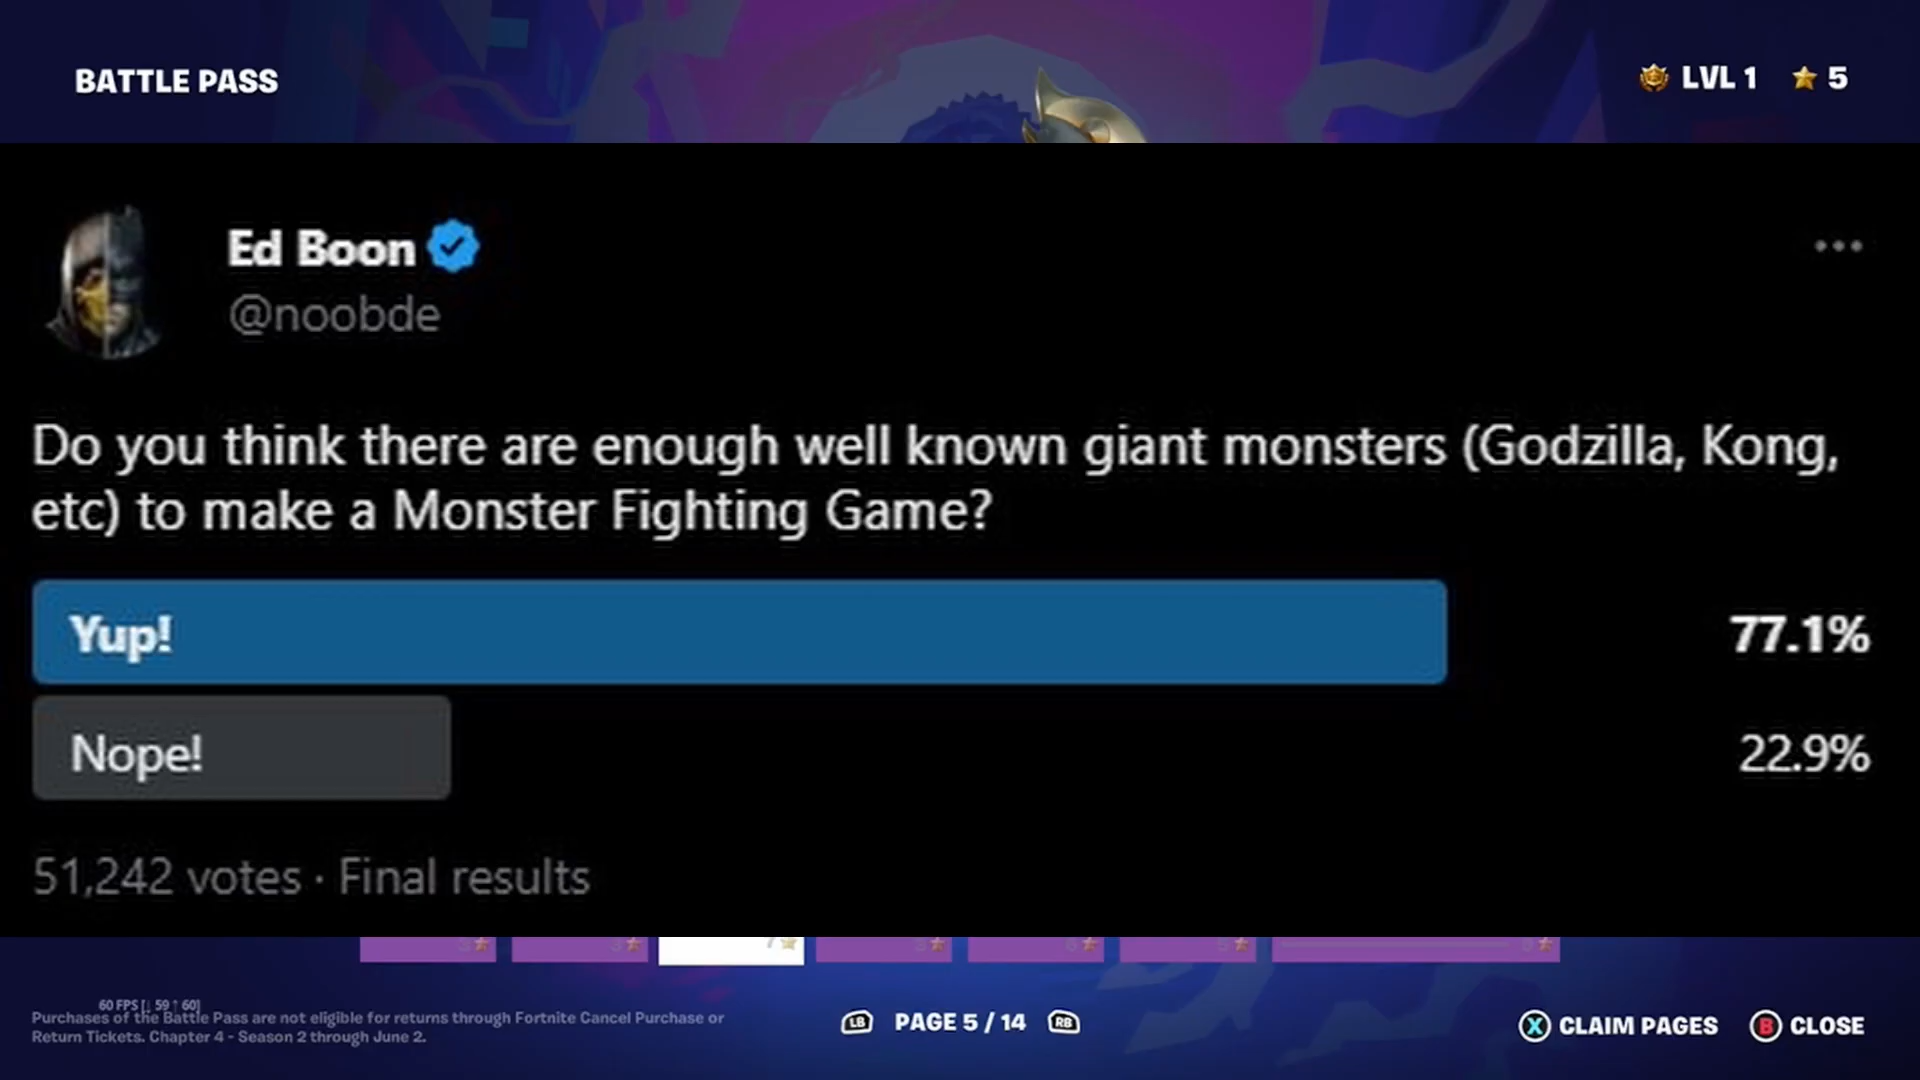 BATTLE PASS
LVL 1
5
Ed Boon
@noobde
Do you think there are enough well known giant monsters (Godzilla, Kong,
etc) to make a Monster Fighting Game?
Yup!
77.1%
Nope!
22.9%
51,242 votes · Final results
7
60 FPS [↓ 59 ↑ 60]
Purchases of the Battle Pass are not eligible for returns through Fortnite Cancel Purchase or
Return Tickets. Chapter 4 - Season 2 through June 2.
LB PAGE 5 / 14 RB
X CLAIM PAGES
B CLOSE